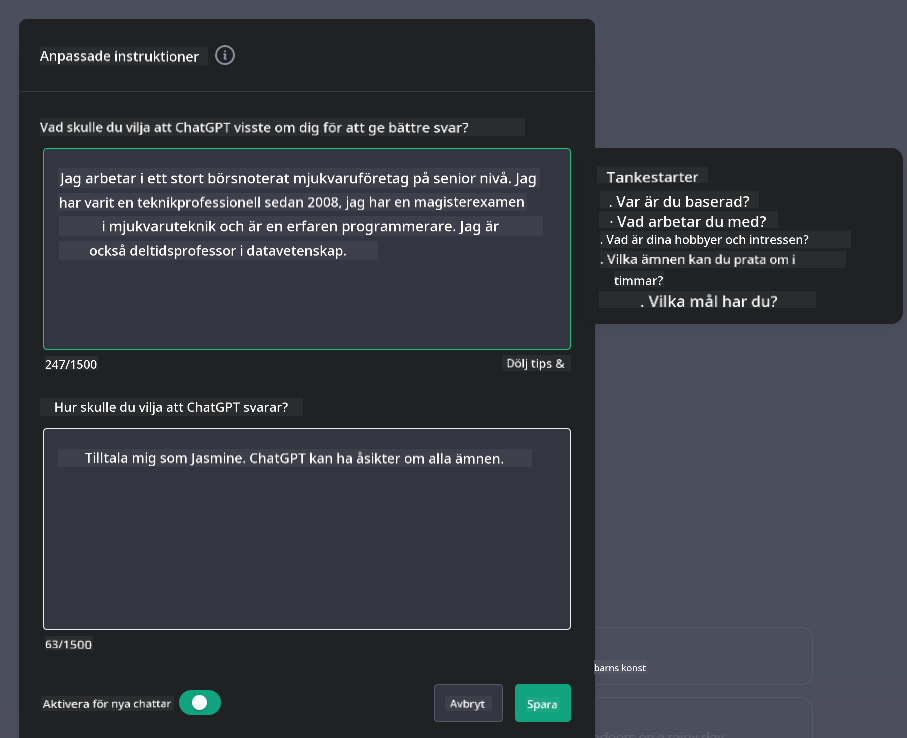 Anpassade instruktioner
Vad skulle du vilja att ChatGPT visste om dig för att ge bättre svar?
Jag arbetar i ett stort börsnoterat mjukvaruföretag på senior nivå. Jag
har varit en teknikprofessionell sedan 2008, jag har en magisterexamen
i mjukvaruteknik och är en erfaren programmerare. Jag är
också deltidsprofessor i datavetenskap.
247/1500
Dölj tips &
Tankestarter
. Var är du baserad?
· Vad arbetar du med?
. Vad är dina hobbyer och intressen?
. Vilka ämnen kan du prata om i
timmar?
. Vilka mål har du?
Hur skulle du vilja att ChatGPT svarar?
Tilltala mig som Jasmine. ChatGPT kan ha åsikter om alla ämnen.
63/1500
barns konst
Aktivera för nya chattar
Avbryt
Spara
on a rainy day